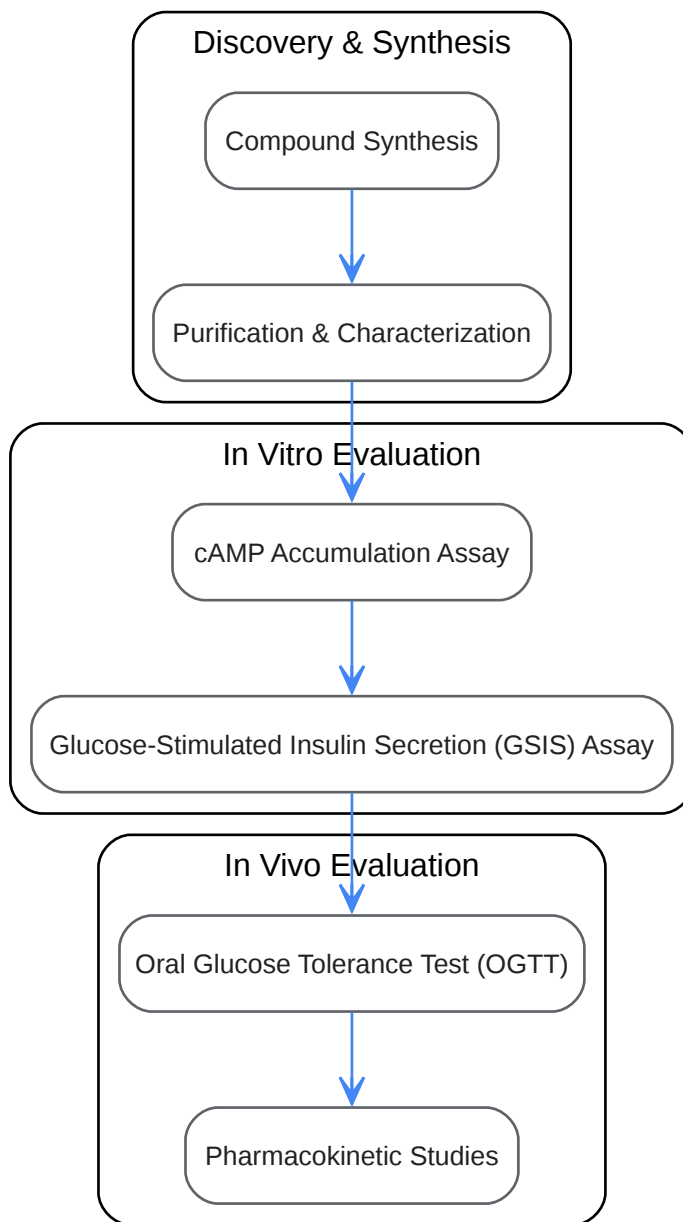 Discovery & Synthesis
Compound Synthesis
Purification & Characterization
In Vitro Evaluation
cAMP Accumulation Assay
Glucose-Stimulated Insulin Secretion (GSIS) Assay
In Vivo Evaluation
Oral Glucose Tolerance Test (OGTT)
Pharmacokinetic Studies